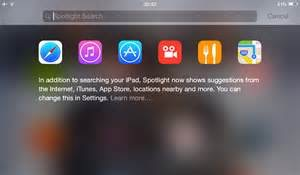 20:02
51%
Spotlight Search
Cancel
In addition to searching your iPad, Spotlight now shows suggestions from
the Internet, iTunes, App Store, locations nearby and more. You can
change this in Settings. Learn more...